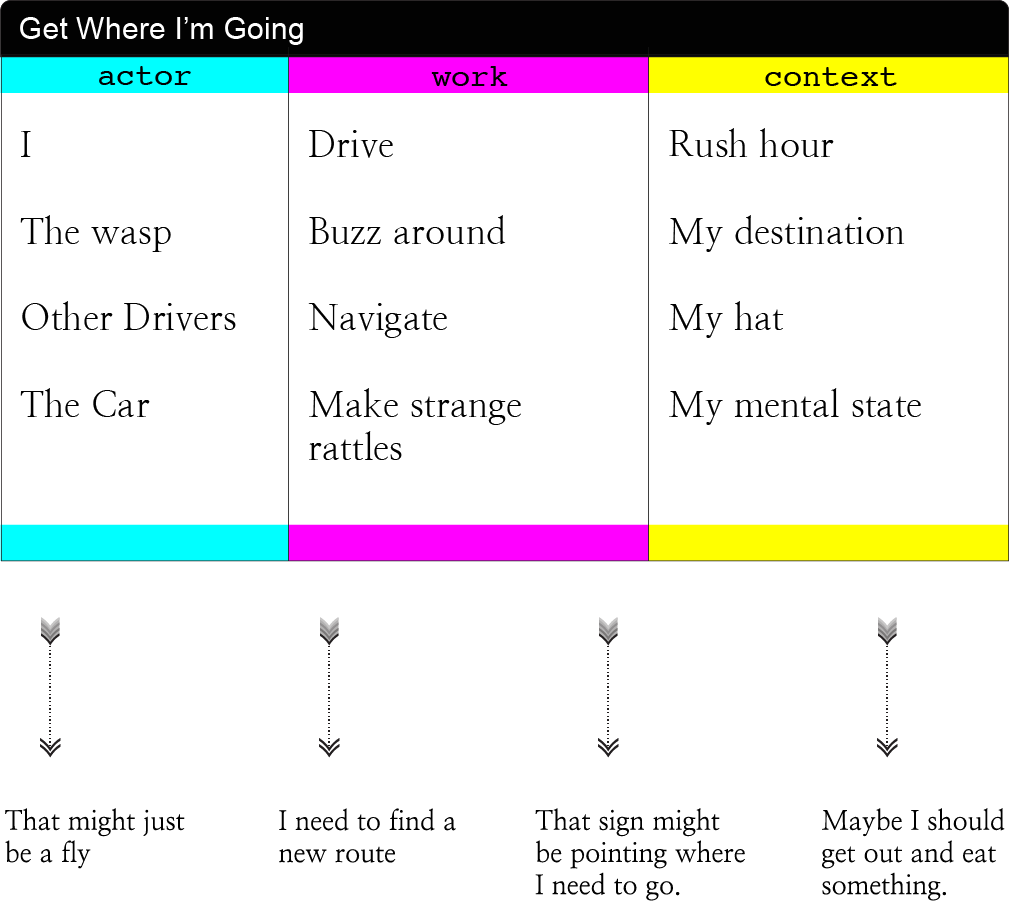 Get Where I’m Going
actor
work
context
I
Drive
Rush hour
The wasp
Buzz around
My destination
Other Drivers
Navigate
My hat
The Car
Make strange
rattles
My mental state
That might just
be a fly
I need to find a
new route
That sign might
be pointing where
I need to go.
Maybe I should
get out and eat
something.